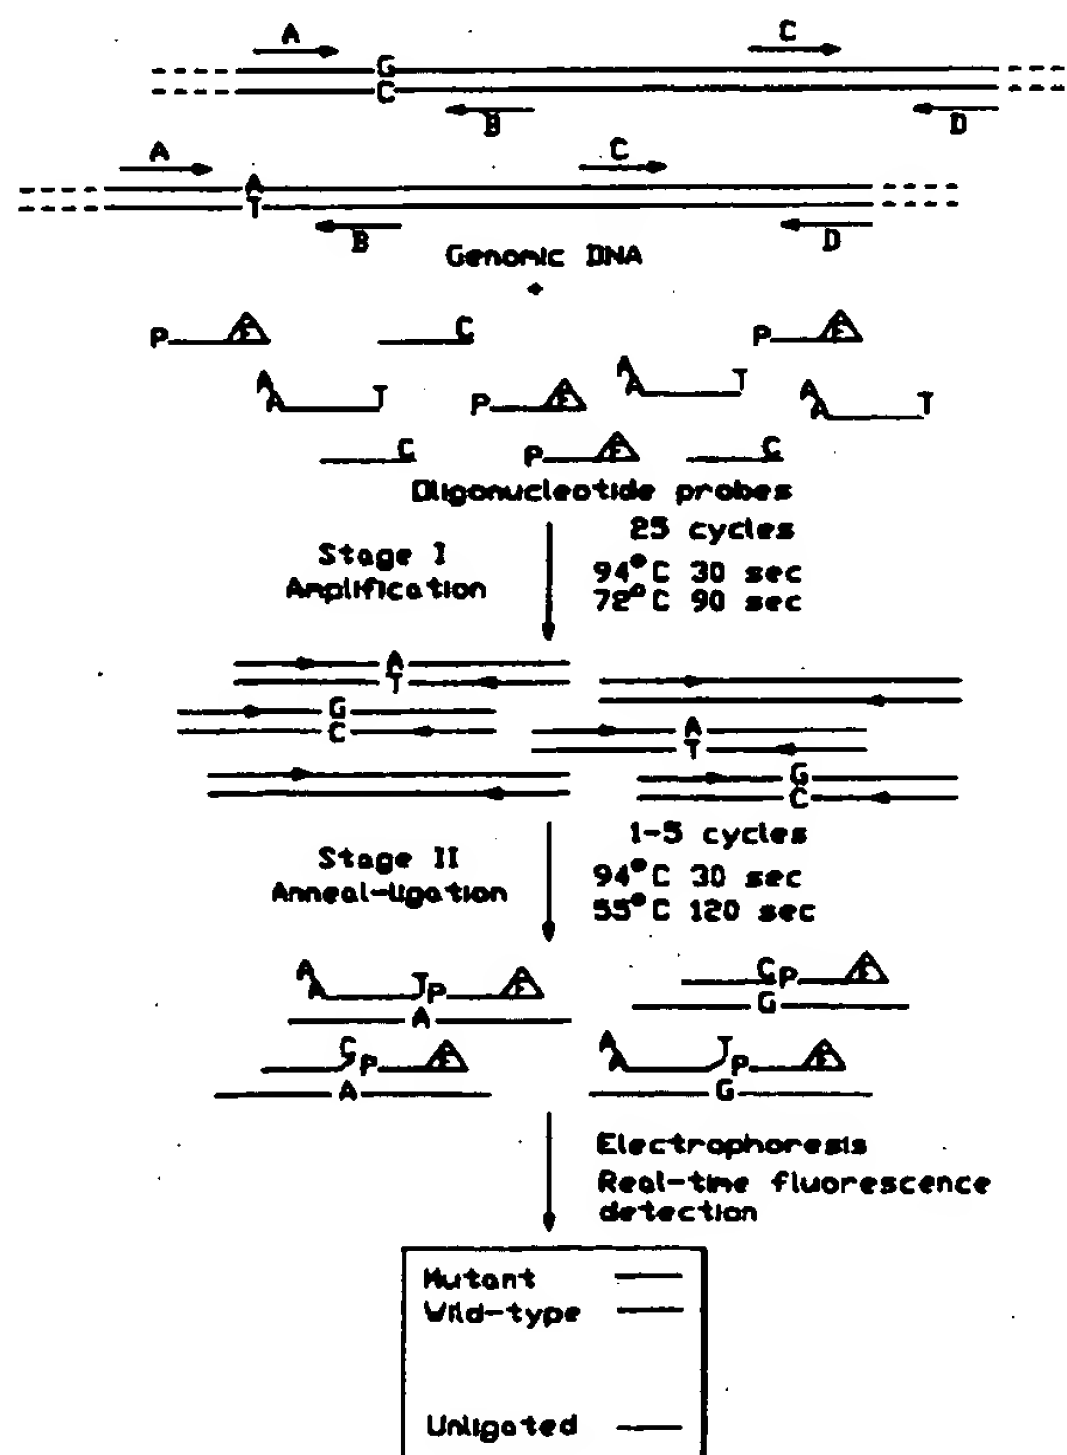 A C
G
C
B D
A C
A
T
B D
Genomic DNA
+
P F C P F
A A T P F A A T A A T
C P F C
Oligonucleotide probes
25 cycles
Stage I
Amplification
94°C 30 sec
72°C 90 sec
A
T
G
C
A
T
G
C
1-5 cycles
Stage II
Anneal-ligation
94°C 30 sec
55°C 120 sec
A A T P F C P F
A G
C P F A A T P F
A G
Electrophoresis
Real-time fluorescence
detection
Mutant
Wild-type
Unligated